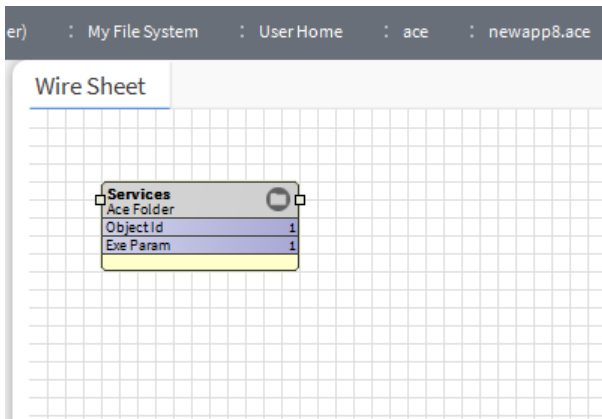 er) : My File System : User Home : ace : newapp8.ace
Wire Sheet
Services
Ace Folder
Object Id 1
Exe Param 1